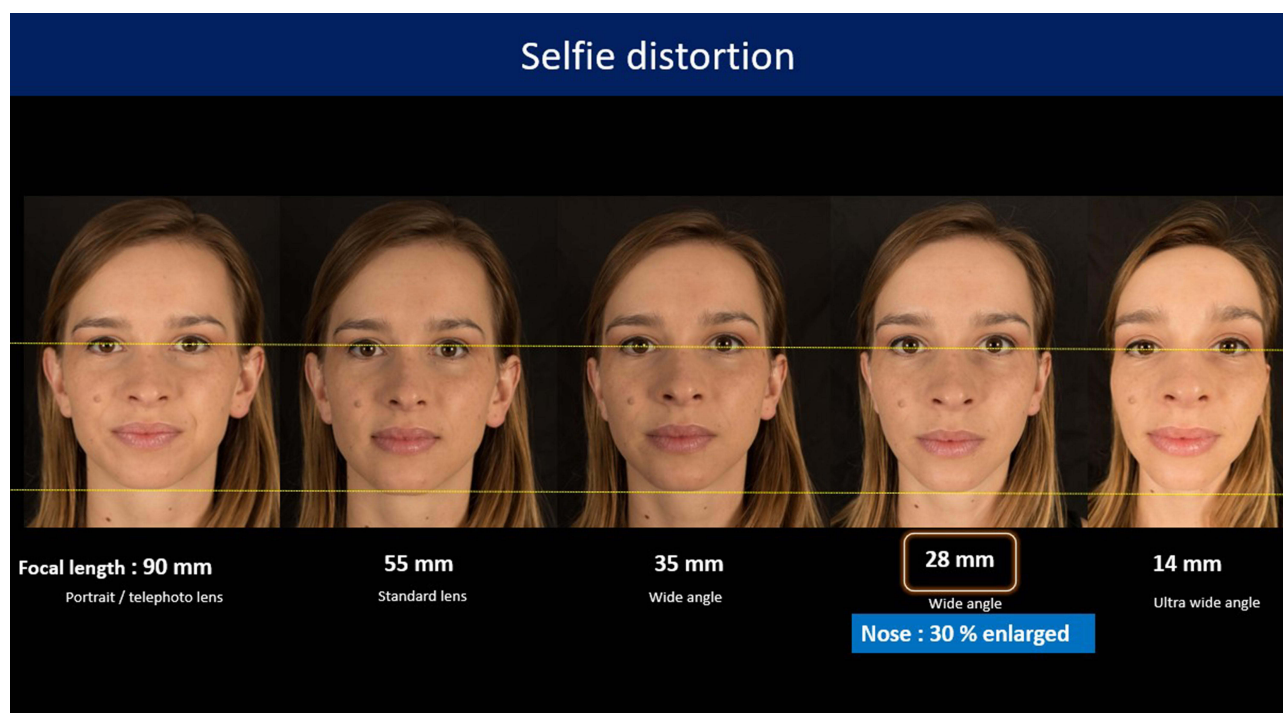 Selfie distortion
Focal length : 90 mm
Portrait / telephoto lens
55 mm
Standard lens
35 mm
Wide angle
28 mm
Wide angle
Nose : 30 % enlarged
14 mm
Ultra wide angle